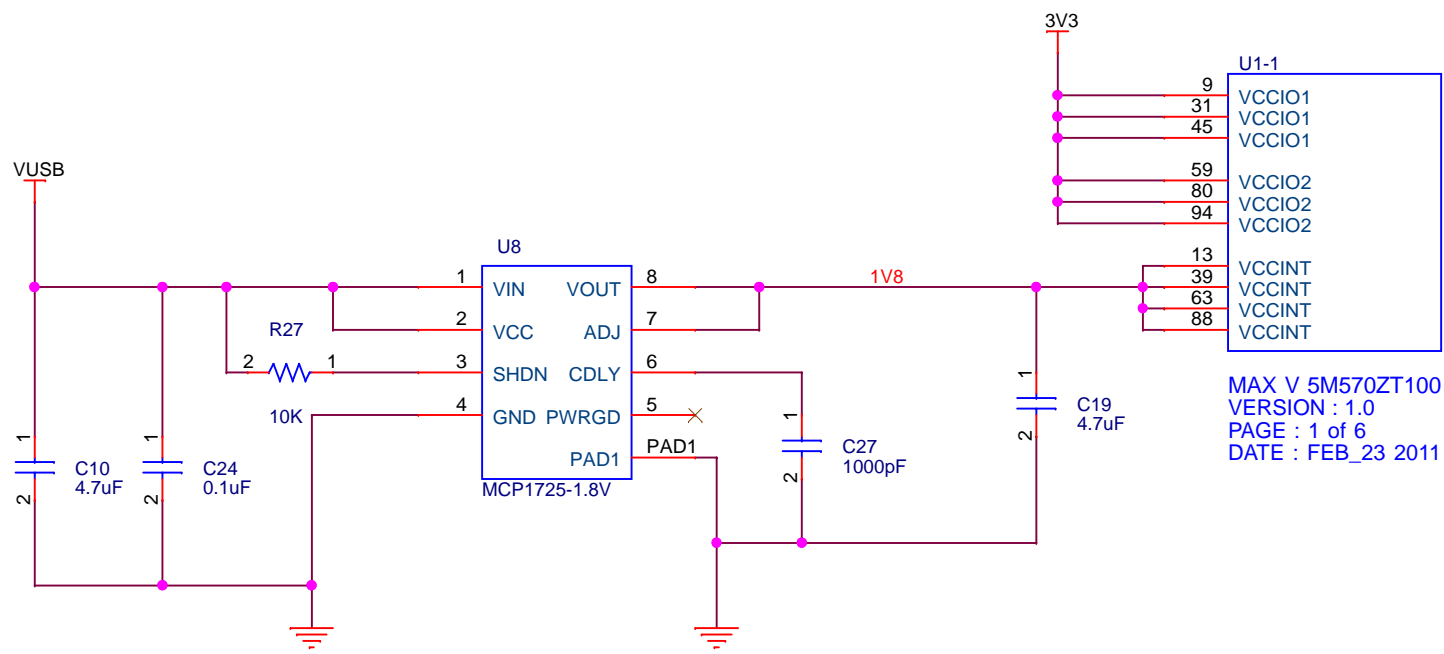 3V3
U1-1
9 VCCIO1
31 VCCIO1
45 VCCIO1
59 VCCIO2
80 VCCIO2
94 VCCIO2
13 VCCINT
39 VCCINT
63 VCCINT
88 VCCINT
MAX V 5M570ZT100
VERSION : 1.0
PAGE : 1 of 6
DATE : FEB_23 2011
VUSB
U8
1 VIN VOUT 8
1V8
2 VCC ADJ 7
R27
2 1
3 SHDN CDLY 6
10K
4 GND PWRGD 5
PAD1 PAD1
MCP1725-1.8V
1
C10
4.7uF
2
1
C24
0.1uF
2
1
C27
1000pF
2
1
C19
4.7uF
2